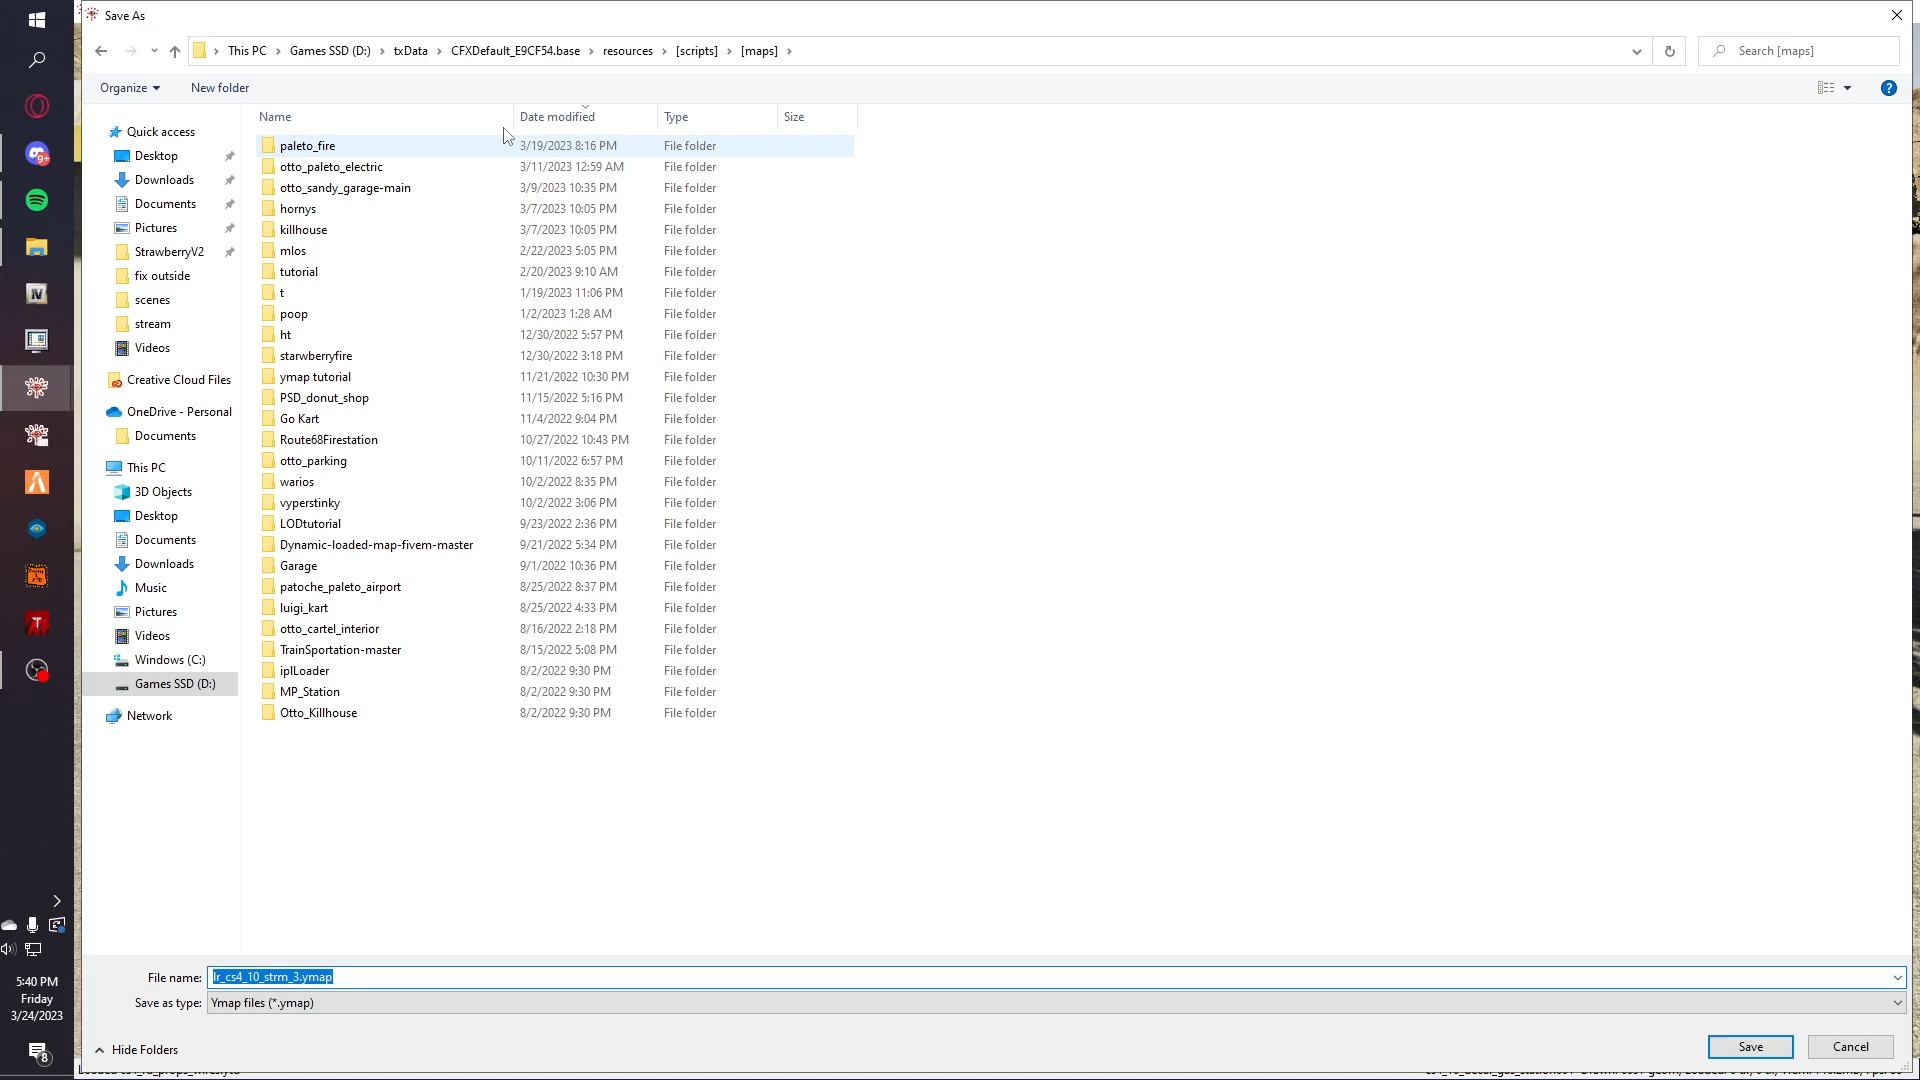 Save As
This PC > Games SSD (D:) > txData > CFXDefault_E9CF54.base > resources > [scripts] > [maps] >
Search [maps]
Organize
New folder
Name
Date modified
Type
Size
Quick access
Desktop
Downloads
Documents
Pictures
StrawberryV2
fix outside
scenes
stream
Videos
Creative Cloud Files
OneDrive - Personal
Documents
This PC
3D Objects
Desktop
Documents
Downloads
Music
Pictures
Videos
Windows (C:)
Games SSD (D:)
Network
paleto_fire 3/19/2023 8:16 PM File folder
otto_paleto_electric 3/11/2023 12:59 AM File folder
otto_sandy_garage-main 3/9/2023 10:35 PM File folder
hornys 3/7/2023 10:05 PM File folder
killhouse 3/7/2023 10:05 PM File folder
mlos 2/22/2023 5:05 PM File folder
tutorial 2/20/2023 9:10 AM File folder
t 1/19/2023 11:06 PM File folder
poop 1/2/2023 1:28 AM File folder
ht 12/30/2022 5:57 PM File folder
starwberryfire 12/30/2022 3:18 PM File folder
ymap tutorial 11/21/2022 10:30 PM File folder
PSD_donut_shop 11/15/2022 5:16 PM File folder
Go Kart 11/4/2022 9:04 PM File folder
Route68Firestation 10/27/2022 10:43 PM File folder
otto_parking 10/11/2022 6:57 PM File folder
warios 10/2/2022 8:35 PM File folder
vyperstinky 10/2/2022 3:06 PM File folder
LODtutorial 9/23/2022 2:36 PM File folder
Dynamic-loaded-map-fivem-master 9/21/2022 5:34 PM File folder
Garage 9/1/2022 10:36 PM File folder
patoche_paleto_airport 8/25/2022 8:37 PM File folder
luigi_kart 8/25/2022 4:33 PM File folder
otto_cartel_interior 8/16/2022 2:18 PM File folder
TrainSportation-master 8/15/2022 5:08 PM File folder
iplLoader 8/2/2022 9:30 PM File folder
MP_Station 8/2/2022 9:30 PM File folder
Otto_Killhouse 8/2/2022 9:30 PM File folder
File name: lr_cs4_10_strm_3.ymap
Save as type: Ymap files (*.ymap)
Hide Folders
Save
Cancel
9+
5:40 PM
Friday
3/24/2023
8